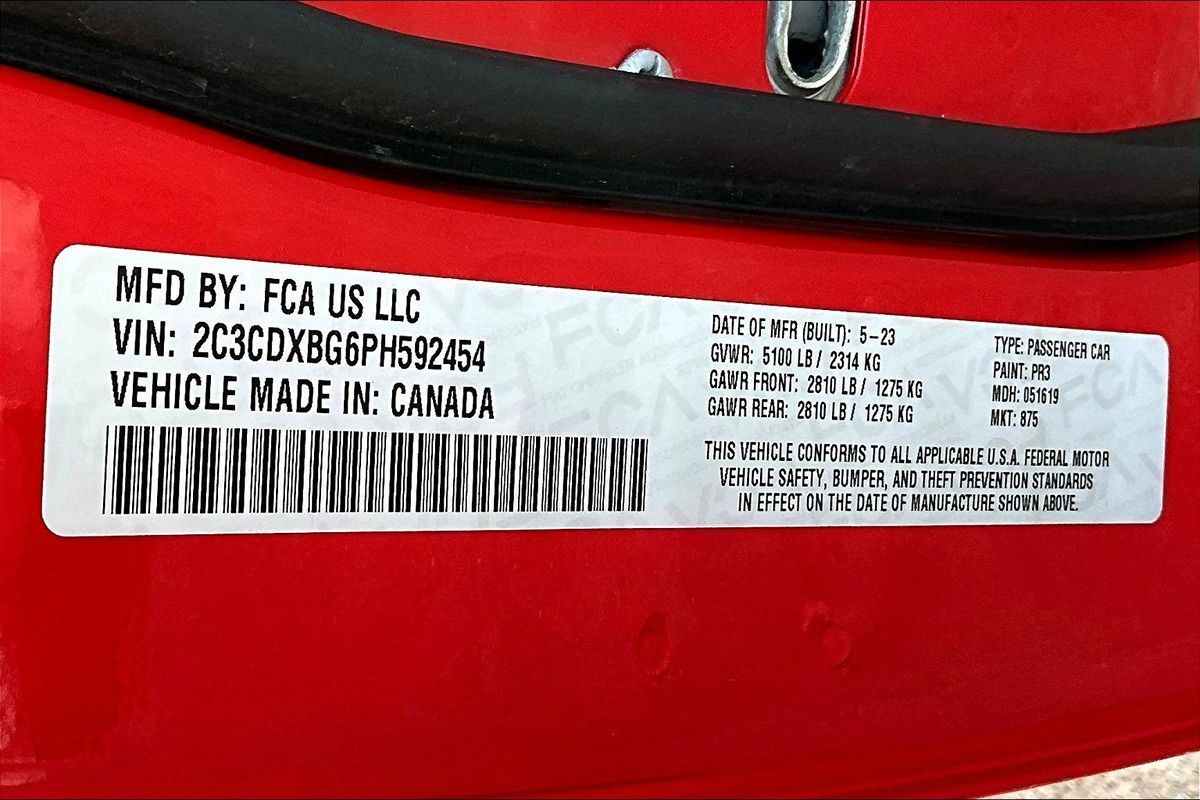 MFD BY: FCA US LLC
VIN: 2C3CDXBG6PH592454
VEHICLE MADE IN: CANADA
DATE OF MFR (BUILT): 5-23
GVWR: 5100 LB / 2314 KG
GAWR FRONT: 2810 LB / 1275 KG
GAWR REAR: 2810 LB / 1275 KG
TYPE: PASSENGER CAR
PAINT: PR3
MDH: 051619
MKT: 875
THIS VEHICLE CONFORMS TO ALL APPLICABLE U.S.A. FEDERAL MOTOR
VEHICLE SAFETY, BUMPER, AND THEFT PREVENTION STANDARDS
IN EFFECT ON THE DATE OF MANUFACTURE SHOWN ABOVE.